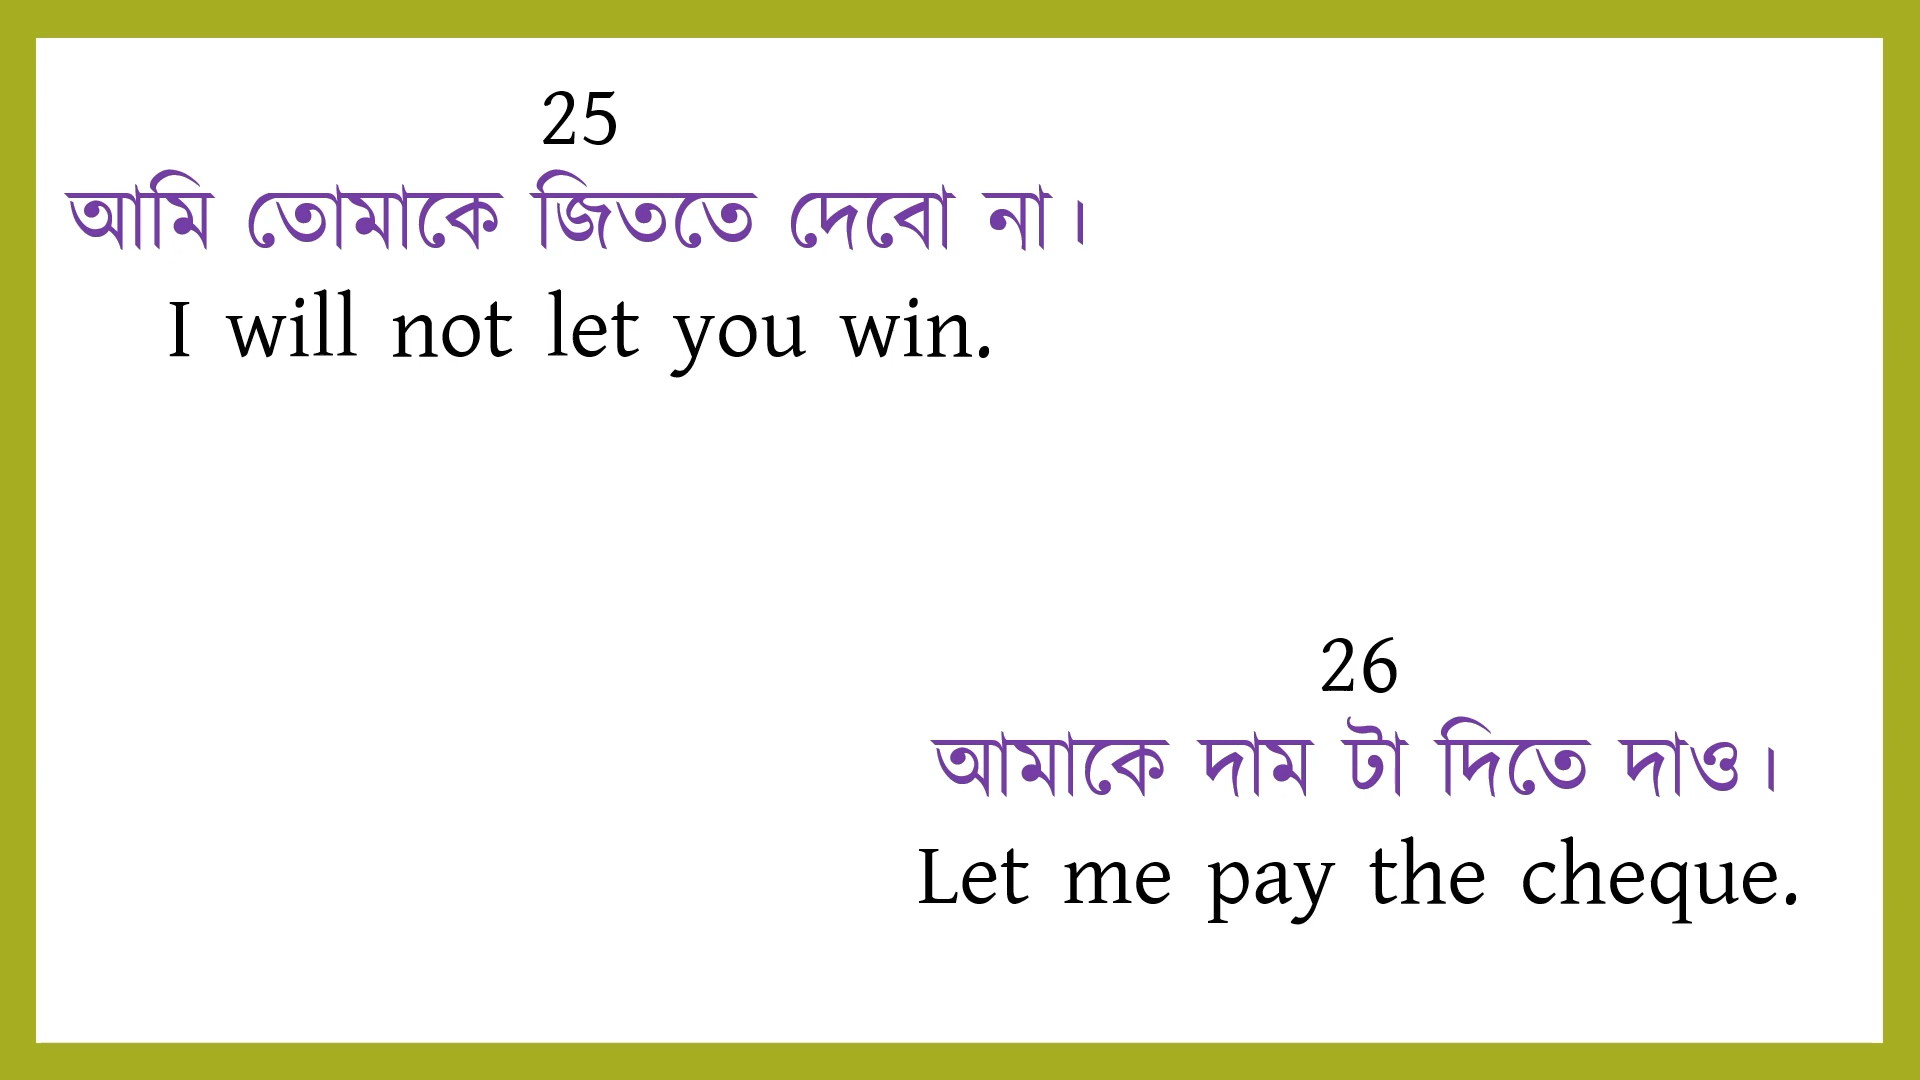 25
আমি তোমাকে জিততে দেবো না।
I will not let you win.
26
আমাকে দাম টা দিতে দাও।
Let me pay the cheque.